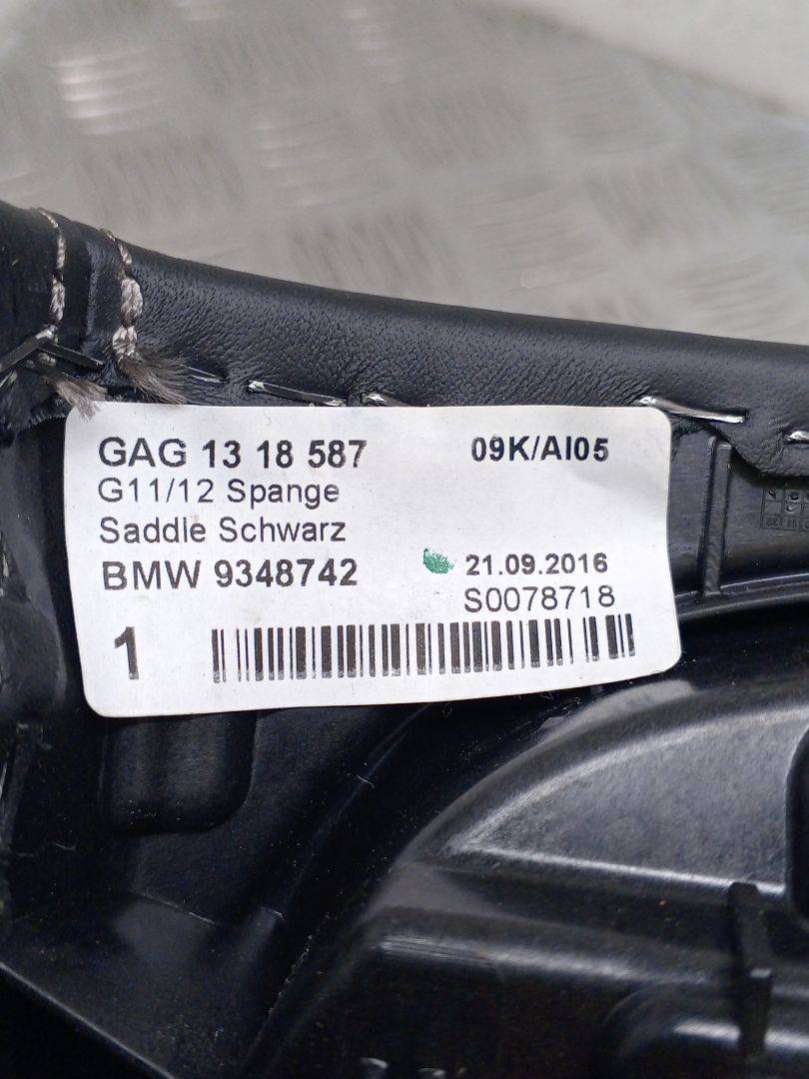 GAG 13 18 587 09K/AI05
G11/12 Spange
Saddle Schwarz
BMW 9348742 21.09.2016
S0078718
1